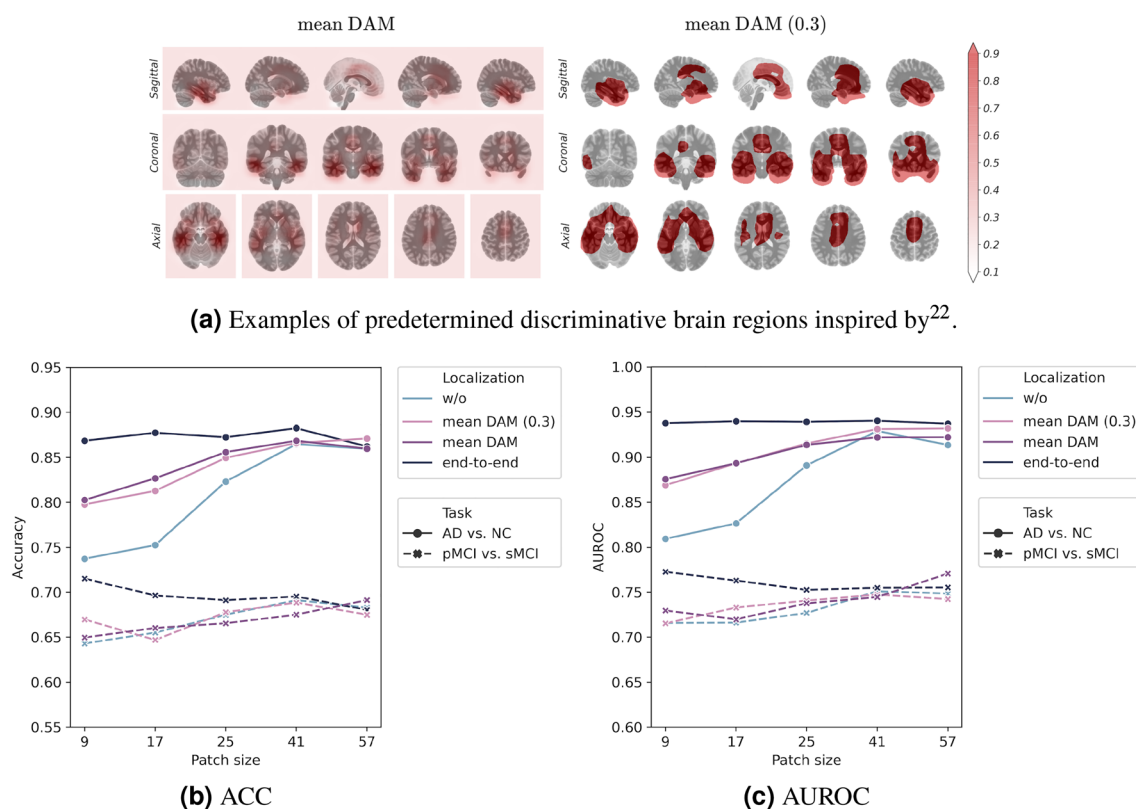 mean DAM
mean DAM (0.3)
Sagittal
Coronal
Axial
0.9
0.8
0.7
0.6
0.5
0.4
0.3
0.2
0.1
(a) Examples of predetermined discriminative brain regions inspired by22.
0.95
0.90
0.85
0.80
0.75
0.70
0.65
0.60
0.55
Accuracy
9 17 25 41 57
Patch size
Localization
w/o
mean DAM (0.3)
mean DAM
end-to-end
Task
AD vs. NC
pMCI vs. sMCI
(b) ACC
1.00
0.95
0.90
0.85
0.80
0.75
0.70
0.65
0.60
AUROC
9 17 25 41 57
Patch size
Localization
w/o
mean DAM (0.3)
mean DAM
end-to-end
Task
AD vs. NC
pMCI vs. sMCI
(c) AUROC
Sagittal
Coronal
Axial